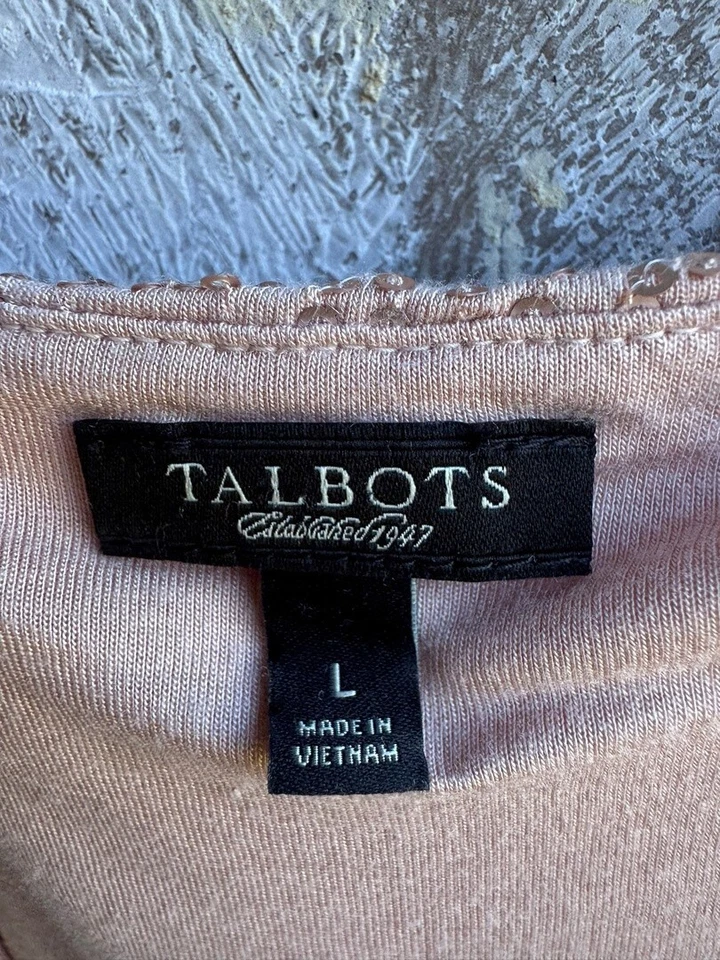 TALBOTS
Established 1947
L
MADE IN
VIETNAM